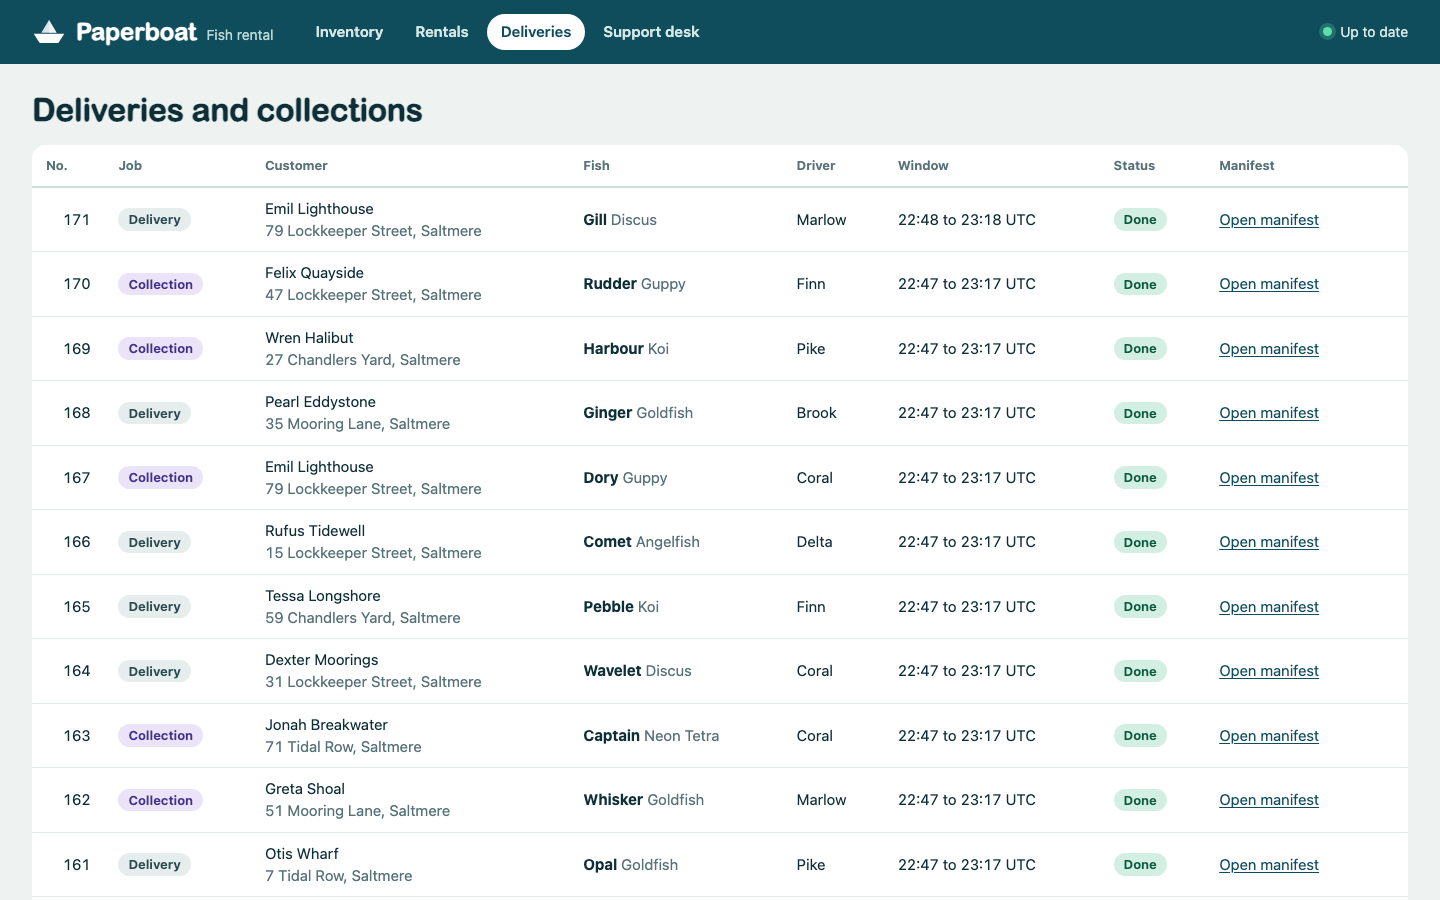 Paperboat Fish rental Inventory Rentals Deliveries Support desk Up to date
Deliveries and collections
No. Job Customer Fish Driver Window Status Manifest
171 Delivery Emil Lighthouse Gill Discus Marlow 22:48 to 23:18 UTC Done Open manifest
79 Lockkeeper Street, Saltmere
170 Collection Felix Quayside Rudder Guppy Finn 22:47 to 23:17 UTC Done Open manifest
47 Lockkeeper Street, Saltmere
169 Collection Wren Halibut Harbour Koi Pike 22:47 to 23:17 UTC Done Open manifest
27 Chandlers Yard, Saltmere
168 Delivery Pearl Eddystone Ginger Goldfish Brook 22:47 to 23:17 UTC Done Open manifest
35 Mooring Lane, Saltmere
167 Collection Emil Lighthouse Dory Guppy Coral 22:47 to 23:17 UTC Done Open manifest
79 Lockkeeper Street, Saltmere
166 Delivery Rufus Tidewell Comet Angelfish Delta 22:47 to 23:17 UTC Done Open manifest
15 Lockkeeper Street, Saltmere
165 Delivery Tessa Longshore Pebble Koi Finn 22:47 to 23:17 UTC Done Open manifest
59 Chandlers Yard, Saltmere
164 Delivery Dexter Moorings Wavelet Discus Coral 22:47 to 23:17 UTC Done Open manifest
31 Lockkeeper Street, Saltmere
163 Collection Jonah Breakwater Captain Neon Tetra Coral 22:47 to 23:17 UTC Done Open manifest
71 Tidal Row, Saltmere
162 Collection Greta Shoal Whisker Goldfish Marlow 22:47 to 23:17 UTC Done Open manifest
51 Mooring Lane, Saltmere
161 Delivery Otis Wharf Opal Goldfish Pike 22:47 to 23:17 UTC Done Open manifest
7 Tidal Row, Saltmere